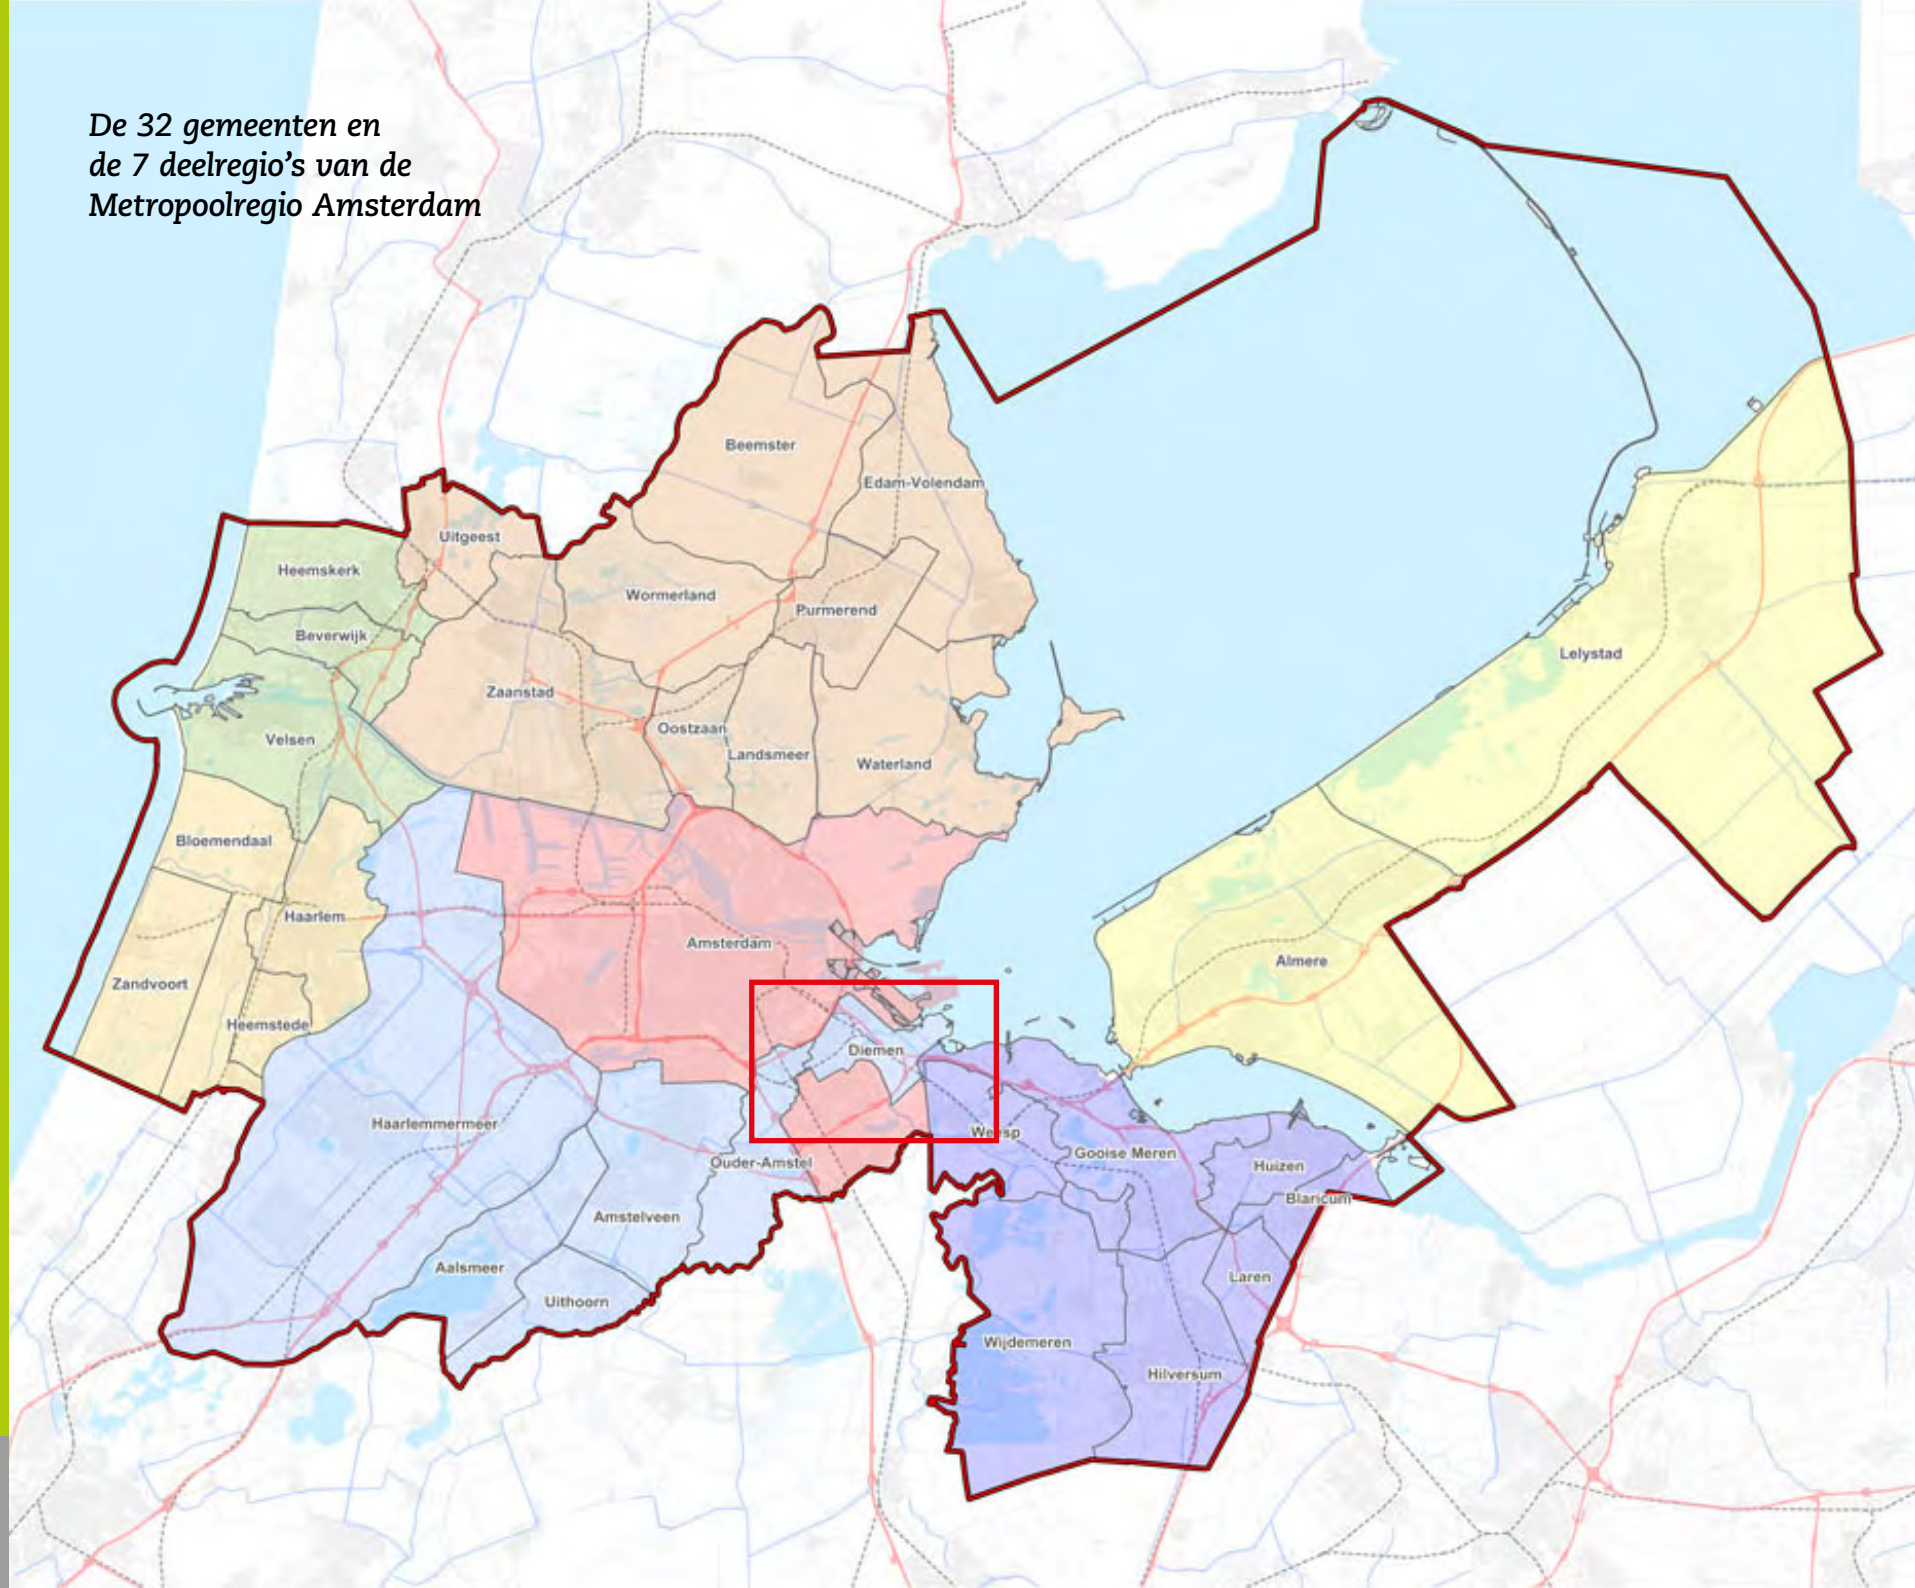 De 32 gemeenten en
de 7 deelregio's van de
Metropoolregio Amsterdam
Beemster
Edam-Volendam
Uitgeest
Heemskerk
Wormerland
Purmerend
Beverwijk
Lelystad
Zaanstad
Oostzaan
Velsen
Landsmeer
Waterland
Bloemendaal
Haarlem
Amsterdam
Almere
Zandvoort
Heemstede
Diemen
Haarlemmermeer
Weesp
Gooise Meren
Ouder-Amstel
Huizen
Blaricum
Amstelveen
Aalsmeer
Laren
Uithoorn
Wijdemeren
Hilversum